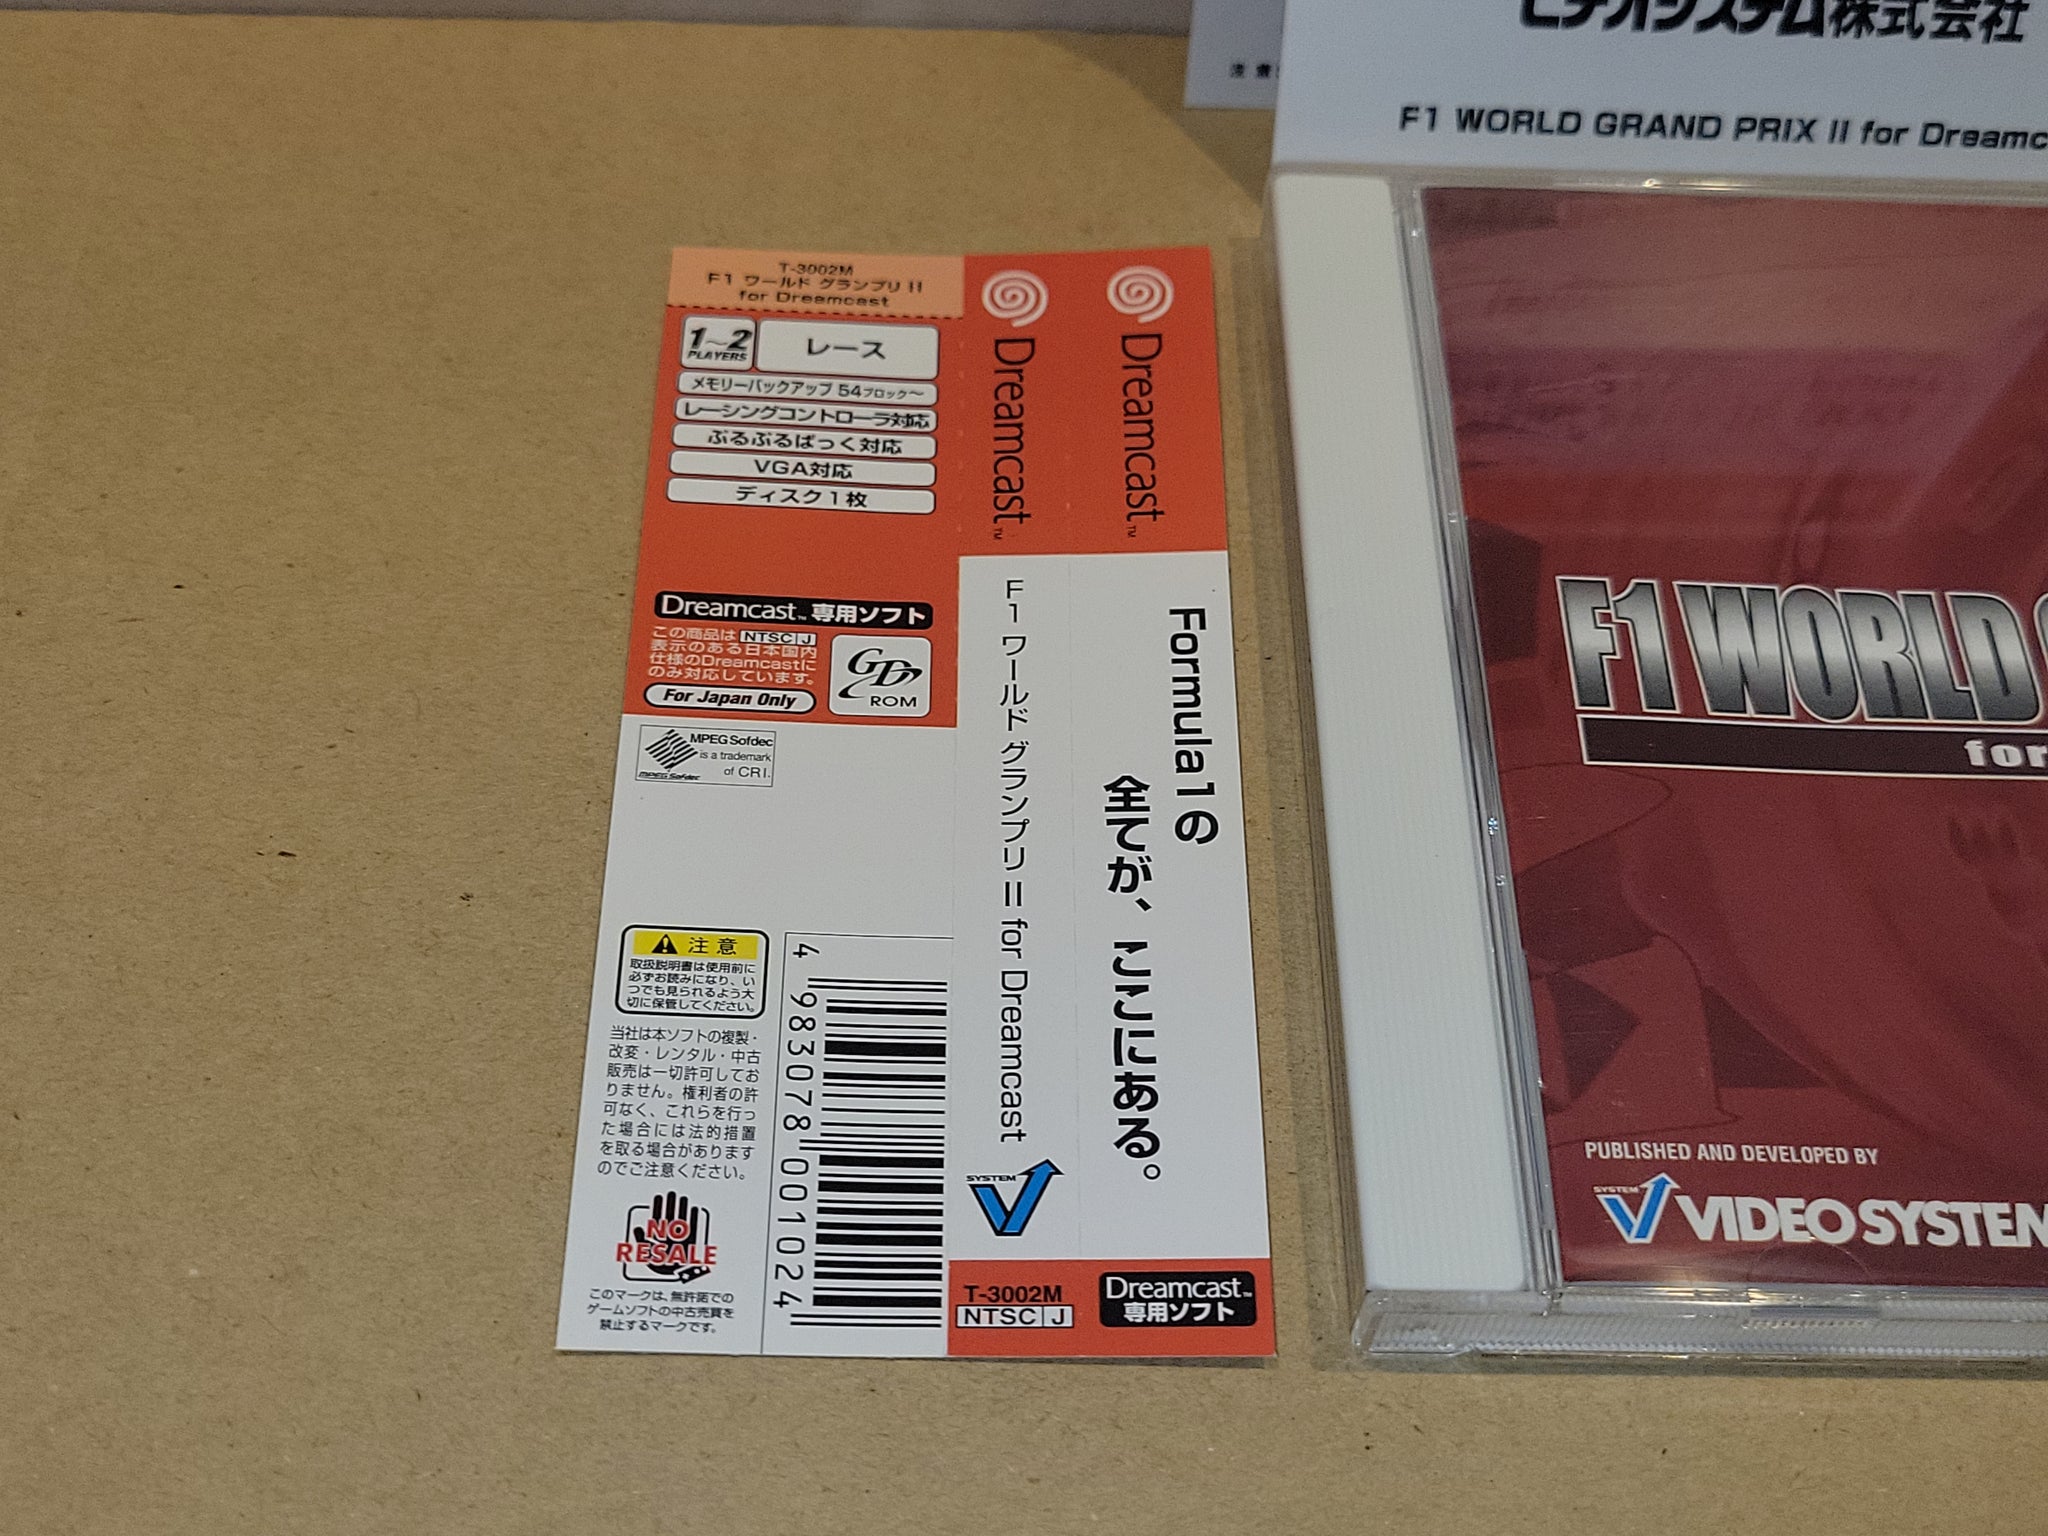 T-3002M
F1 ワールド グランプリ II
for Dreamcast
1～2
PLAYERS
レース
メモリーバックアップ 54ブロック～
レーシングコントローラ対応
ぷるぷるぱっく対応
VGA対応
ディスク1枚
Dreamcast™ 専用ソフト
この商品は NTSC J
表示のある日本国内
仕様のDreamcastに
のみ対応しています。
For Japan Only
GD
ROM
MPEG Sofdec
is a trademark
of CRI.
MPEG Sofdec
注意
取扱説明書は使用前に
必ずお読みになり、い
つでも見られるよう大
切に保管してください。
当社は本ソフトの複製・
改変・レンタル・中古
販売は一切許可してお
りません。権利者の許
可なく、これらを行っ
た場合には法的措置
を取る場合があります
のでご注意ください。
NO
RESALE
このマークは、無許諾での
ゲームソフトの中古売買を
禁止するマークです。
4 983078 001024
Dreamcast™
F1 ワールド グランプリ II for Dreamcast
SYSTEM
T-3002M
NTSC J
Dreamcast™
Formula1の
全てが、ここにある。
Dreamcast™
専用ソフト
ビデオシステム株式会社
注 意
F1 WORLD GRAND PRIX II for Dreamc
F1 WORLD G
for
PUBLISHED AND DEVELOPED BY
SYSTEM
VIDEO SYSTEM